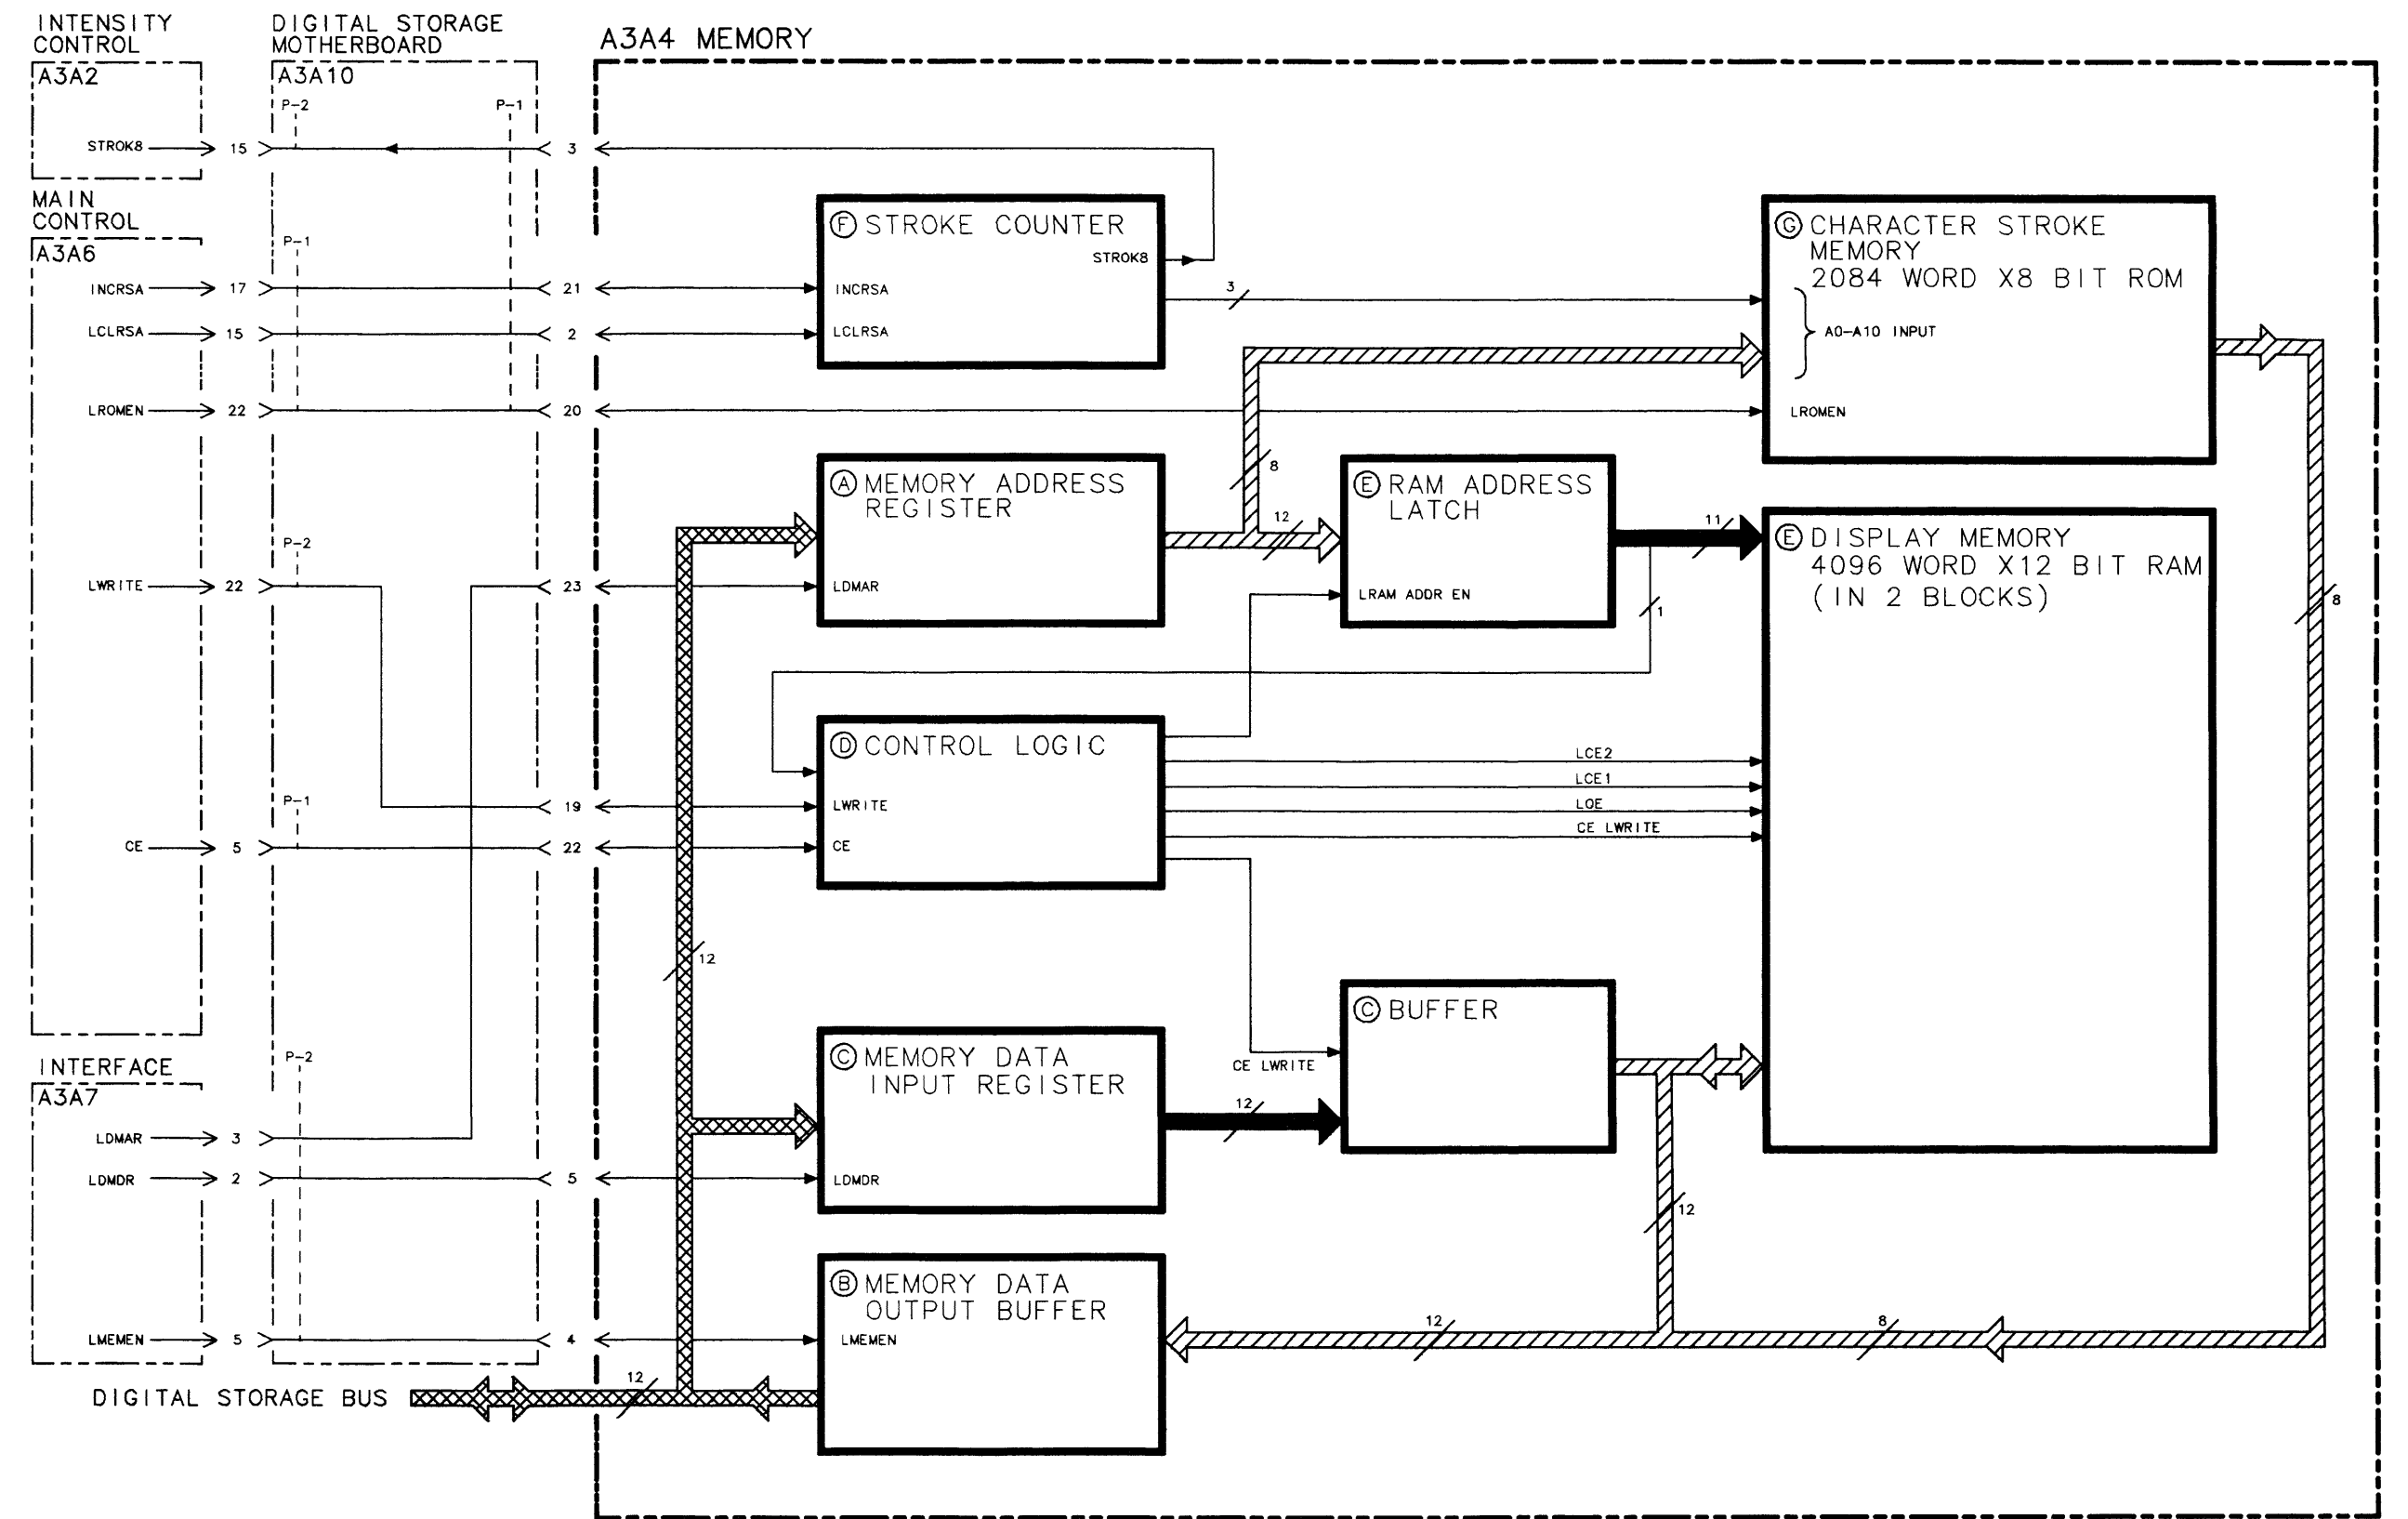 INTENSITY
CONTROL
A3A2
STROK8 15
MAIN
CONTROL
A3A6
INCRSA 17
LCLRSA 15
LROMEN 22
LWRITE 22
CE 5
INTERFACE
A3A7
LDMAR 3
LDMDR 2
LMEMEN 5
DIGITAL STORAGE BUS
DIGITAL STORAGE
MOTHERBOARD
A3A10
P-2
P-1
P-1
P-2
P-1
P-2
3
21
2
20
23
19
22
5
4
12
A3A4 MEMORY
F STROKE COUNTER
STROK8
INCRSA
LCLRSA
3
A MEMORY ADDRESS
REGISTER
LDMAR
8
12
D CONTROL LOGIC
LWRITE
CE
LCE2
LCE1
LOE
CE LWRITE
12
C MEMORY DATA
INPUT REGISTER
LDMDR
12
B MEMORY DATA
OUTPUT BUFFER
LMEMEN
E RAM ADDRESS
LATCH
LRAM ADDR EN
11
1
C BUFFER
CE LWRITE
12
12
8
G CHARACTER STROKE
MEMORY
2084 WORD X8 BIT ROM
A0-A10 INPUT
LROMEN
E DISPLAY MEMORY
4096 WORD X12 BIT RAM
(IN 2 BLOCKS)
8